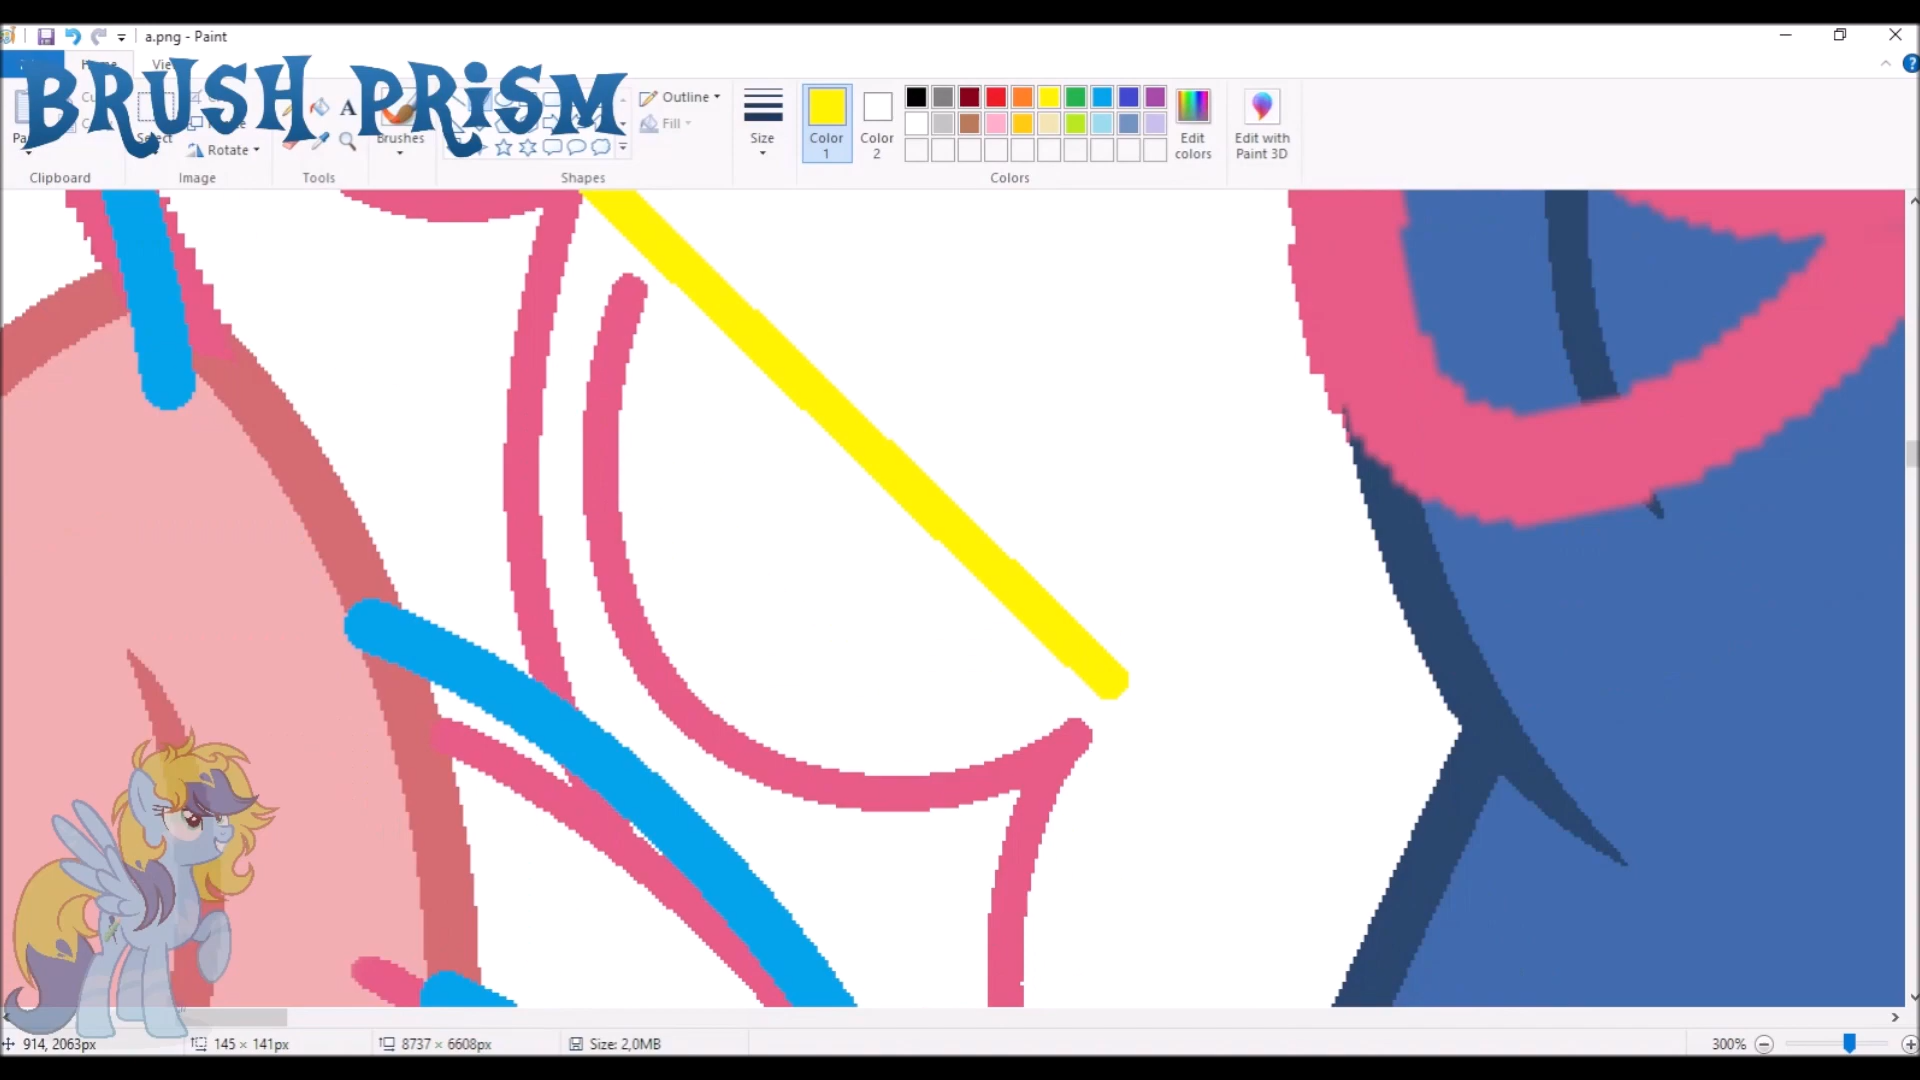 a.png - Paint
BRUSH PRISM
Select
Rotate
Brushes
Outline
Fill
Size
Color 1
Color 2
Edit colors
Edit with Paint 3D
Clipboard
Image
Tools
Shapes
Colors
914, 2063px
145 × 141px
8737 × 6608px
Size: 2,0MB
300%